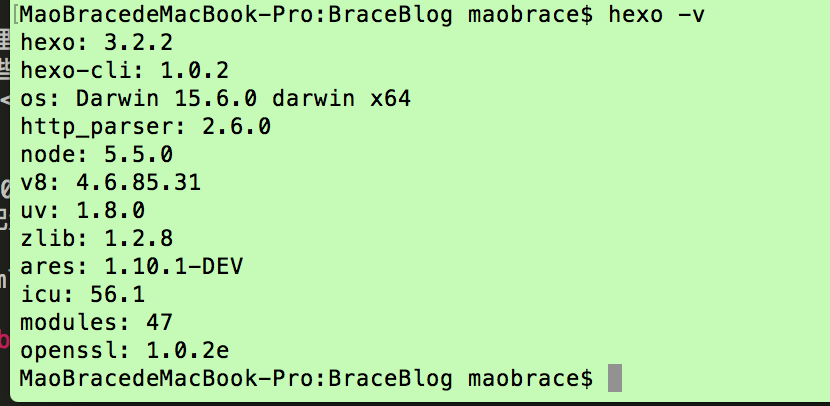 [MaoBracedeMacBook-Pro:BraceBlog maobrace$ hexo -v
hexo: 3.2.2
hexo-cli: 1.0.2
os: Darwin 15.6.0 darwin x64
http_parser: 2.6.0
node: 5.5.0
v8: 4.6.85.31
uv: 1.8.0
zlib: 1.2.8
ares: 1.10.1-DEV
icu: 56.1
modules: 47
openssl: 1.0.2e
MaoBracedeMacBook-Pro:BraceBlog maobrace$